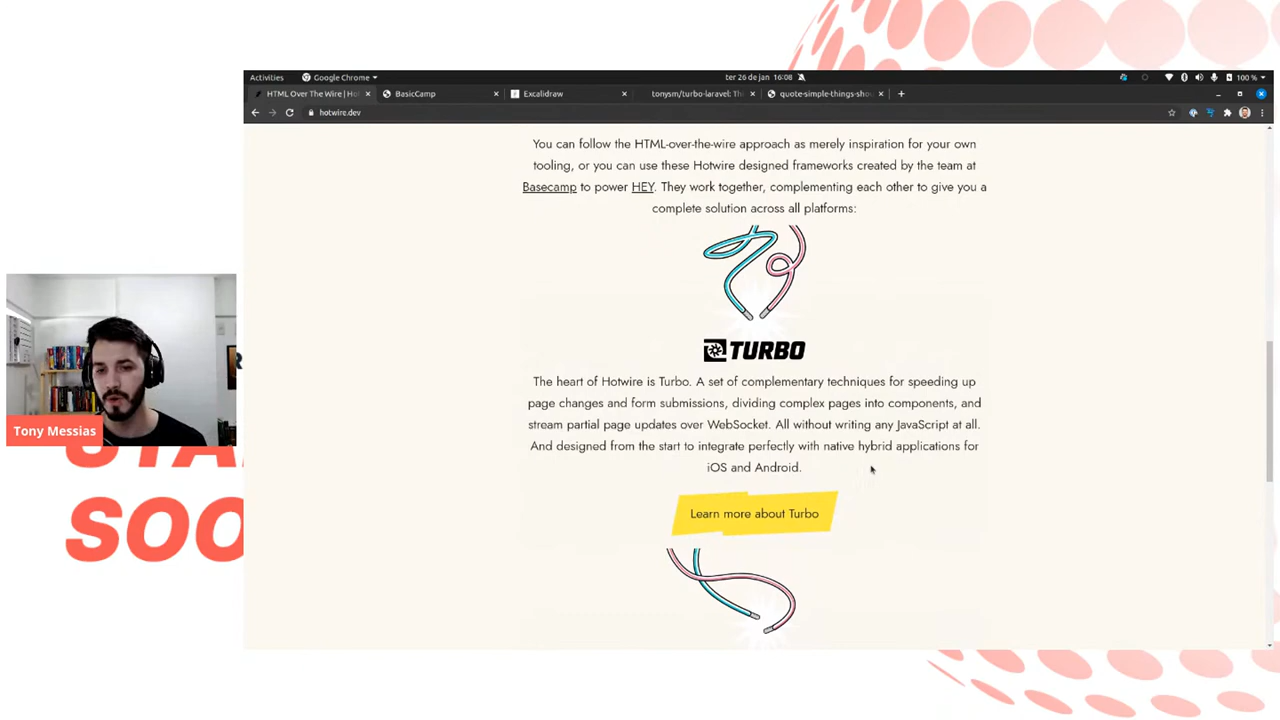 Activities
Google Chrome
ter 26 de jan 16:08
100 %
HTML Over The Wire | Ho
BasicCamp
Excalidraw
tonysm/turbo-laravel: Th
quote-simple-things-shou
hotwire.dev
You can follow the HTML-over-the-wire approach as merely inspiration for your own
tooling, or you can use these Hotwire designed frameworks created by the team at
Basecamp to power HEY. They work together, complementing each other to give you a
complete solution across all platforms:
TURBO
The heart of Hotwire is Turbo. A set of complementary techniques for speeding up
page changes and form submissions, dividing complex pages into components, and
stream partial page updates over WebSocket. All without writing any JavaScript at all.
And designed from the start to integrate perfectly with native hybrid applications for
iOS and Android.
Learn more about Turbo
Tony Messias
SOO